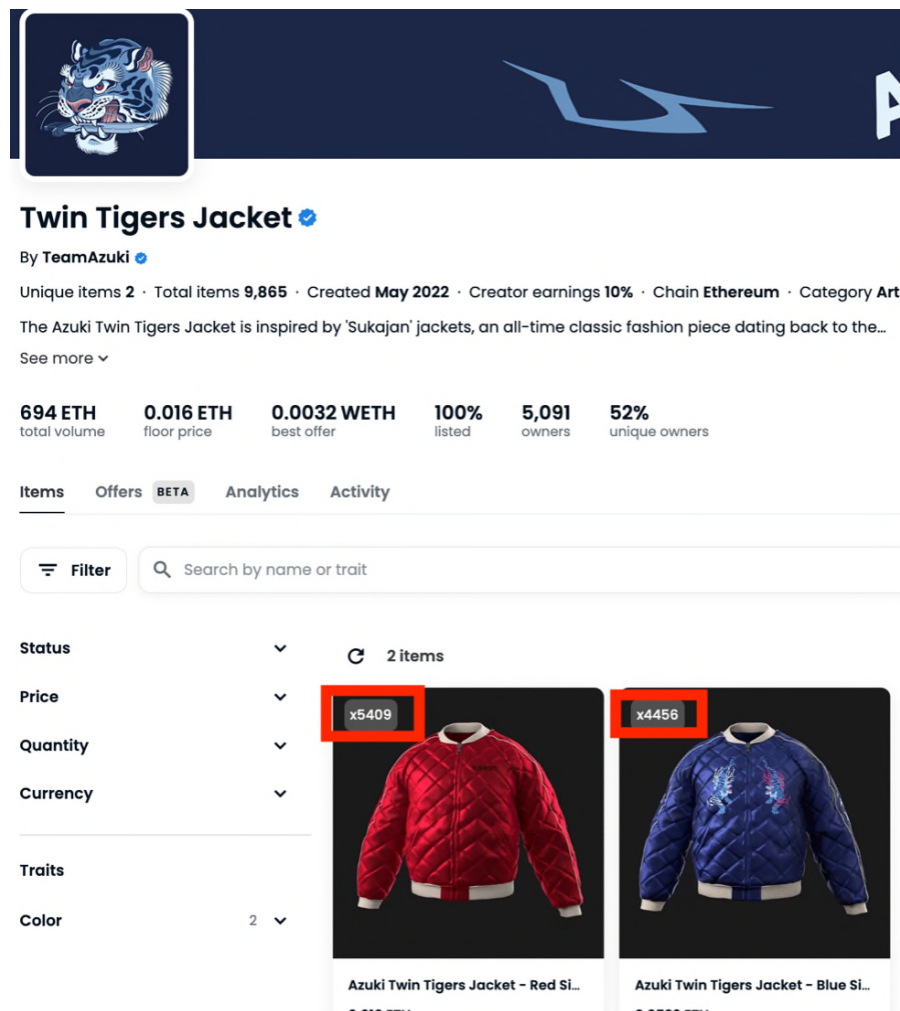 A
Twin Tigers Jacket
By TeamAzuki
Unique items 2 · Total items 9,865 · Created May 2022 · Creator earnings 10% · Chain Ethereum · Category Art
The Azuki Twin Tigers Jacket is inspired by 'Sukajan' jackets, an all-time classic fashion piece dating back to the…
See more
694 ETH 0.016 ETH 0.0032 WETH 100% 5,091 52%
total volume floor price best offer listed owners unique owners
Items Offers BETA Analytics Activity
Filter Search by name or trait
Status
2 items
Price
x5409 x4456
Quantity
Currency
Traits
Color 2
Azuki Twin Tigers Jacket - Red Si... Azuki Twin Tigers Jacket - Blue Si...